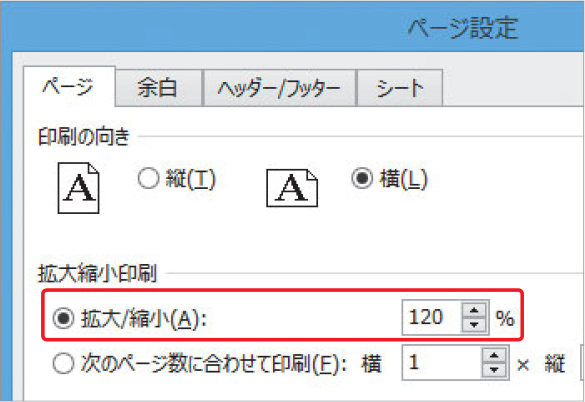 ページ設定
ページ 余白 ヘッダー/フッター シート
印刷の向き
A 縦(T) A 横(L)
拡大縮小印刷
拡大/縮小(A): 120 %
次のページ数に合わせて印刷(F): 横 1 × 縦